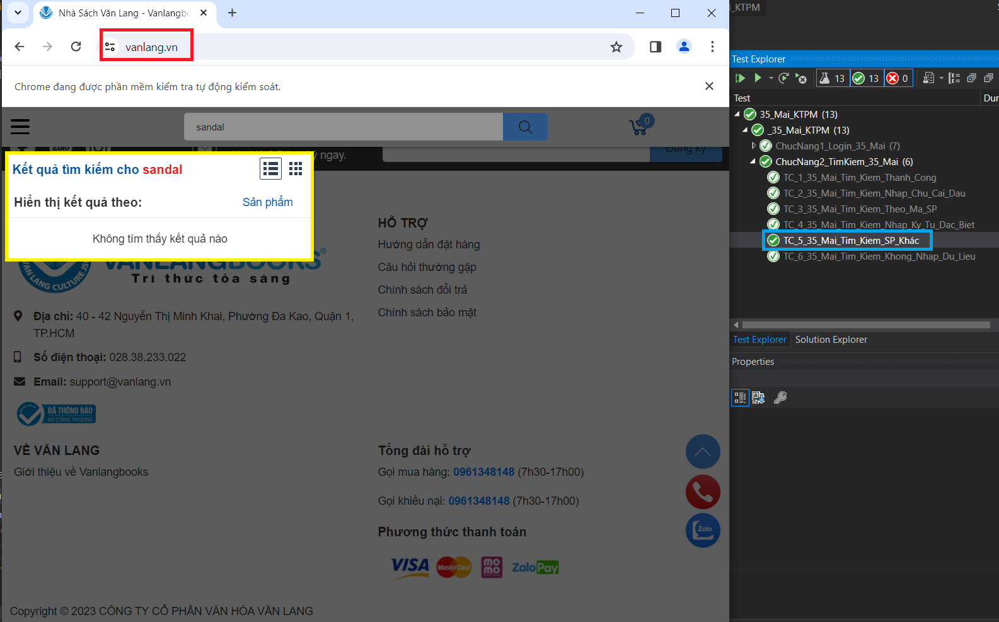 Nhà Sách Văn Lang - Vanlangbo
vanlang.vn
Chrome đang được phần mềm kiểm tra tự động kiểm soát.
sandal
0
ký ngay.
Đăng ký
Kết quả tìm kiếm cho sandal
Hiển thị kết quả theo:
Sản phẩm
Không tìm thấy kết quả nào
VĂN LANG CULTURE JSC
VANLANGBOOKS®
Tri thức tỏa sáng
Địa chỉ: 40 - 42 Nguyễn Thị Minh Khai, Phường Đa Kao, Quận 1,
TP.HCM
Số điện thoại: 028.38.233.022
Email: support@vanlang.vn
ĐÃ THÔNG BÁO
BỘ CÔNG THƯƠNG
HỖ TRỢ
Hướng dẫn đặt hàng
Câu hỏi thường gặp
Chính sách đổi trả
Chính sách bảo mật
VỀ VĂN LANG
Giới thiệu về Vanlangbooks
Tổng đài hỗ trợ
Gọi mua hàng: 0961348148 (7h30-17h00)
Gọi khiếu nại: 0961348148 (7h30-17h00)
Phương thức thanh toán
VISA
MasterCard
mo
mo
ZaloPay
Zalo
Copyright © 2023 CÔNG TY CỔ PHẦN VĂN HÓA VĂN LANG
i_KTPM
Test Explorer
13
13
0
Test
Dur
35_Mai_KTPM (13)
_35_Mai_KTPM (13)
ChucNang1_Login_35_Mai (7)
ChucNang2_TimKiem_35_Mai (6)
TC_1_35_Mai_Tim_Kiem_Thanh_Cong
TC_2_35_Mai_Tim_Kiem_Nhap_Chu_Cai_Dau
TC_3_35_Mai_Tim_Kiem_Theo_Ma_SP
TC_4_35_Mai_Tim_Kiem_Nhap_Ky_Tu_Dac_Biet
TC_5_35_Mai_Tim_Kiem_SP_Khác
TC_6_35_Mai_Tim_Kiem_Khong_Nhap_Du_Lieu
Test Explorer
Solution Explorer
Properties